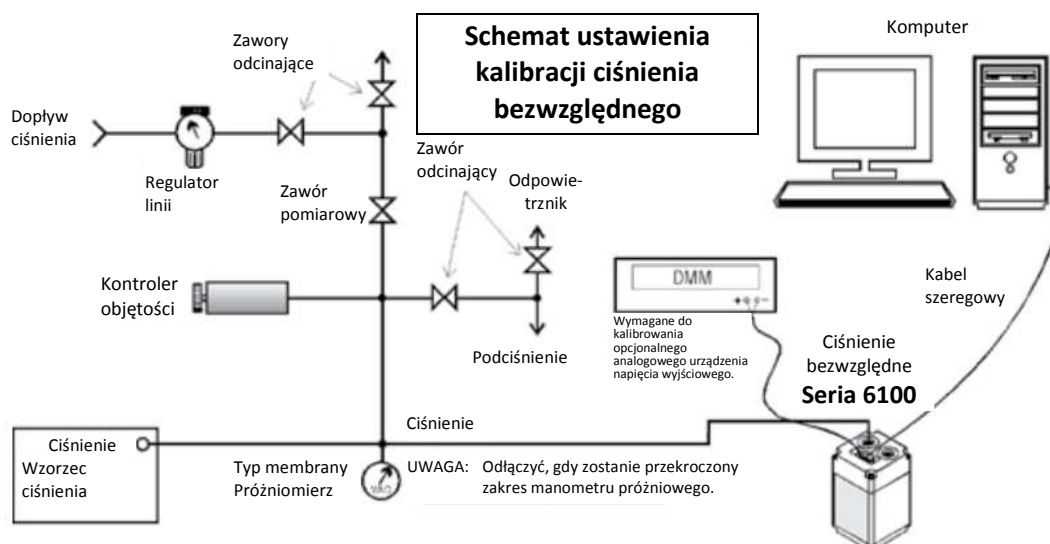 Schemat ustawienia
kalibracji ciśnienia
bezwzględnego
Komputer
Zawory
odcinające
Dopływ
ciśnienia
Regulator
linii
Zawór
pomiarowy
Zawór
odcinający
Odpowie-
trznik
Kontroler
objętości
Podciśnienie
DMM
Wymagane do
kalibrowania
opcjonalnego
analogowego urządzenia
napięcia wyjściowego.
Kabel
szeregowy
Ciśnienie
bezwzględne
Seria 6100
Ciśnienie
Ciśnienie
Wzorzec
ciśnienia
Typ membrany
Próżniomierz
VAC
UWAGA: Odłączyć, gdy zostanie przekroczony
zakres manometru próżniowego.